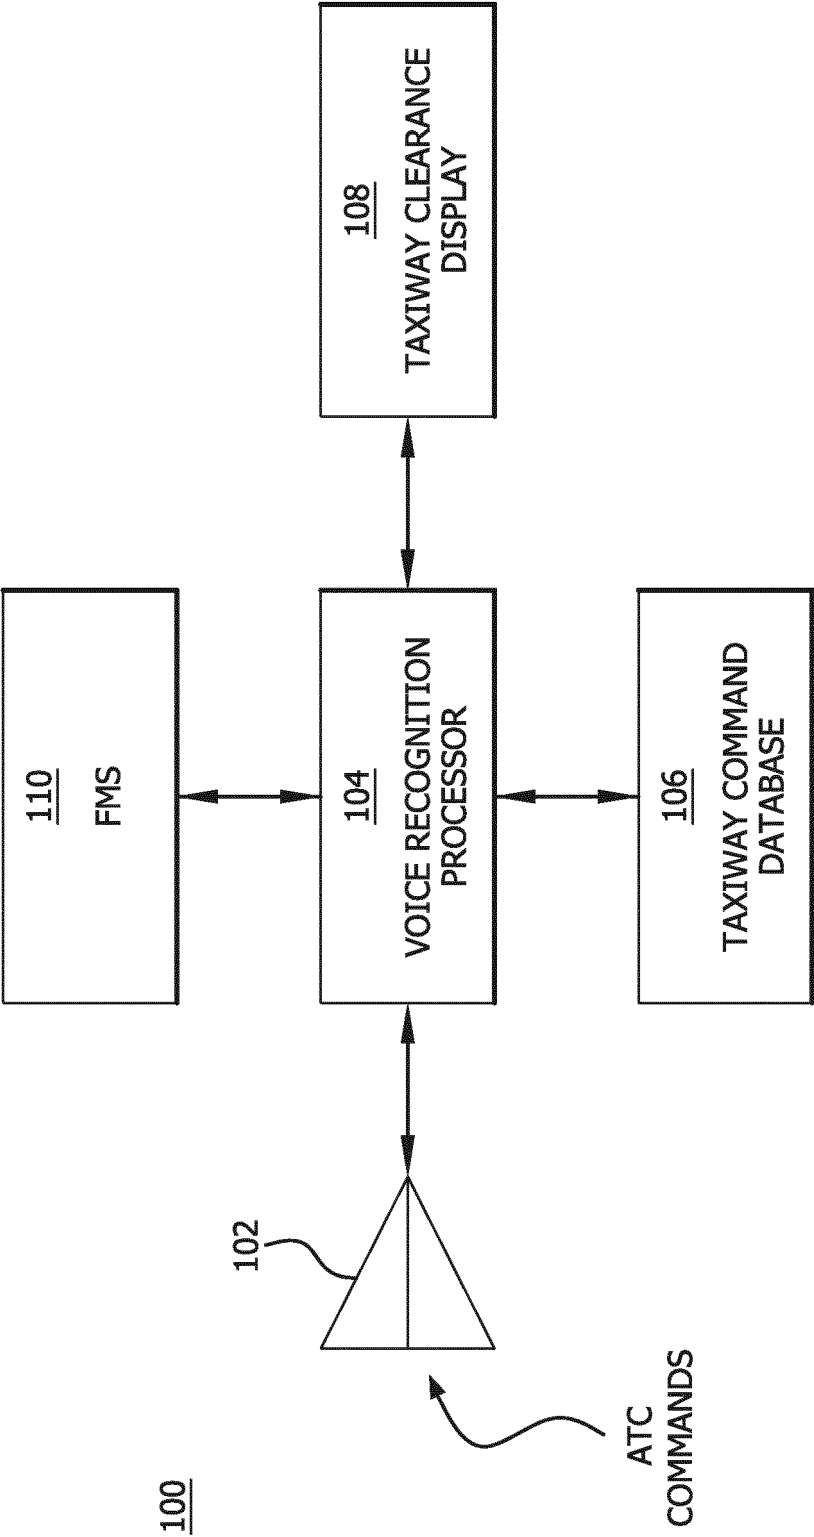 100
ATC
COMMANDS
102
110
FMS
104
VOICE RECOGNITION
PROCESSOR
106
TAXIWAY COMMAND
DATABASE
108
TAXIWAY CLEARANCE
DISPLAY